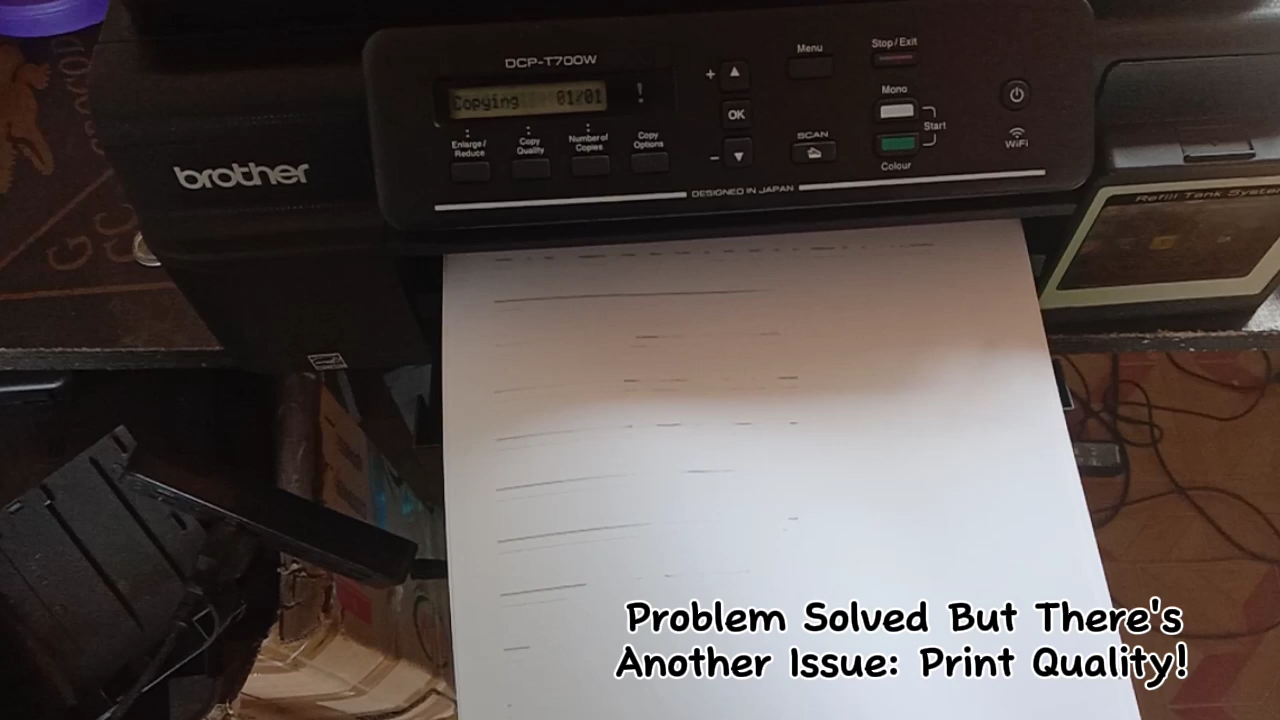 DCP-T700W
Menu
Stop/Exit
Copying 01/01
!
+
OK
–
Mono
Start
Colour
SCAN
WiFi
Enlarge/
Reduce
Copy
Quality
Number of
Copies
Copy
Options
brother
DESIGNED IN JAPAN
Refill Tank System
Problem Solved But There's
Another Issue: Print Quality!